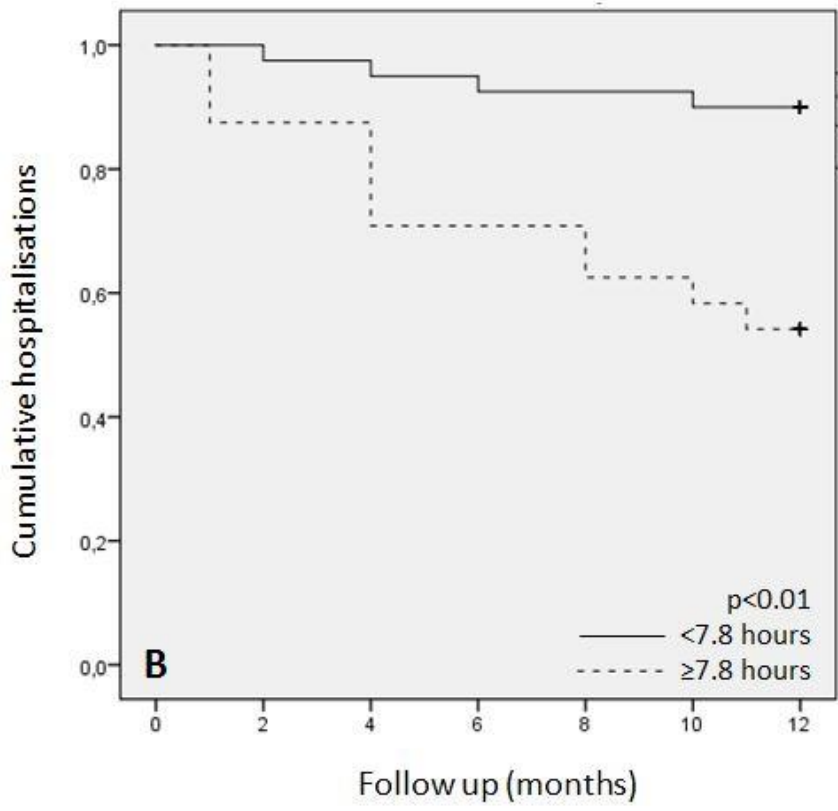 Cumulative hospitalisations
1,0
0,8
0,6
0,4
0,2
0,0
B
p<0.01
<7.8 hours
≥7.8 hours
0 2 4 6 8 10 12
Follow up (months)